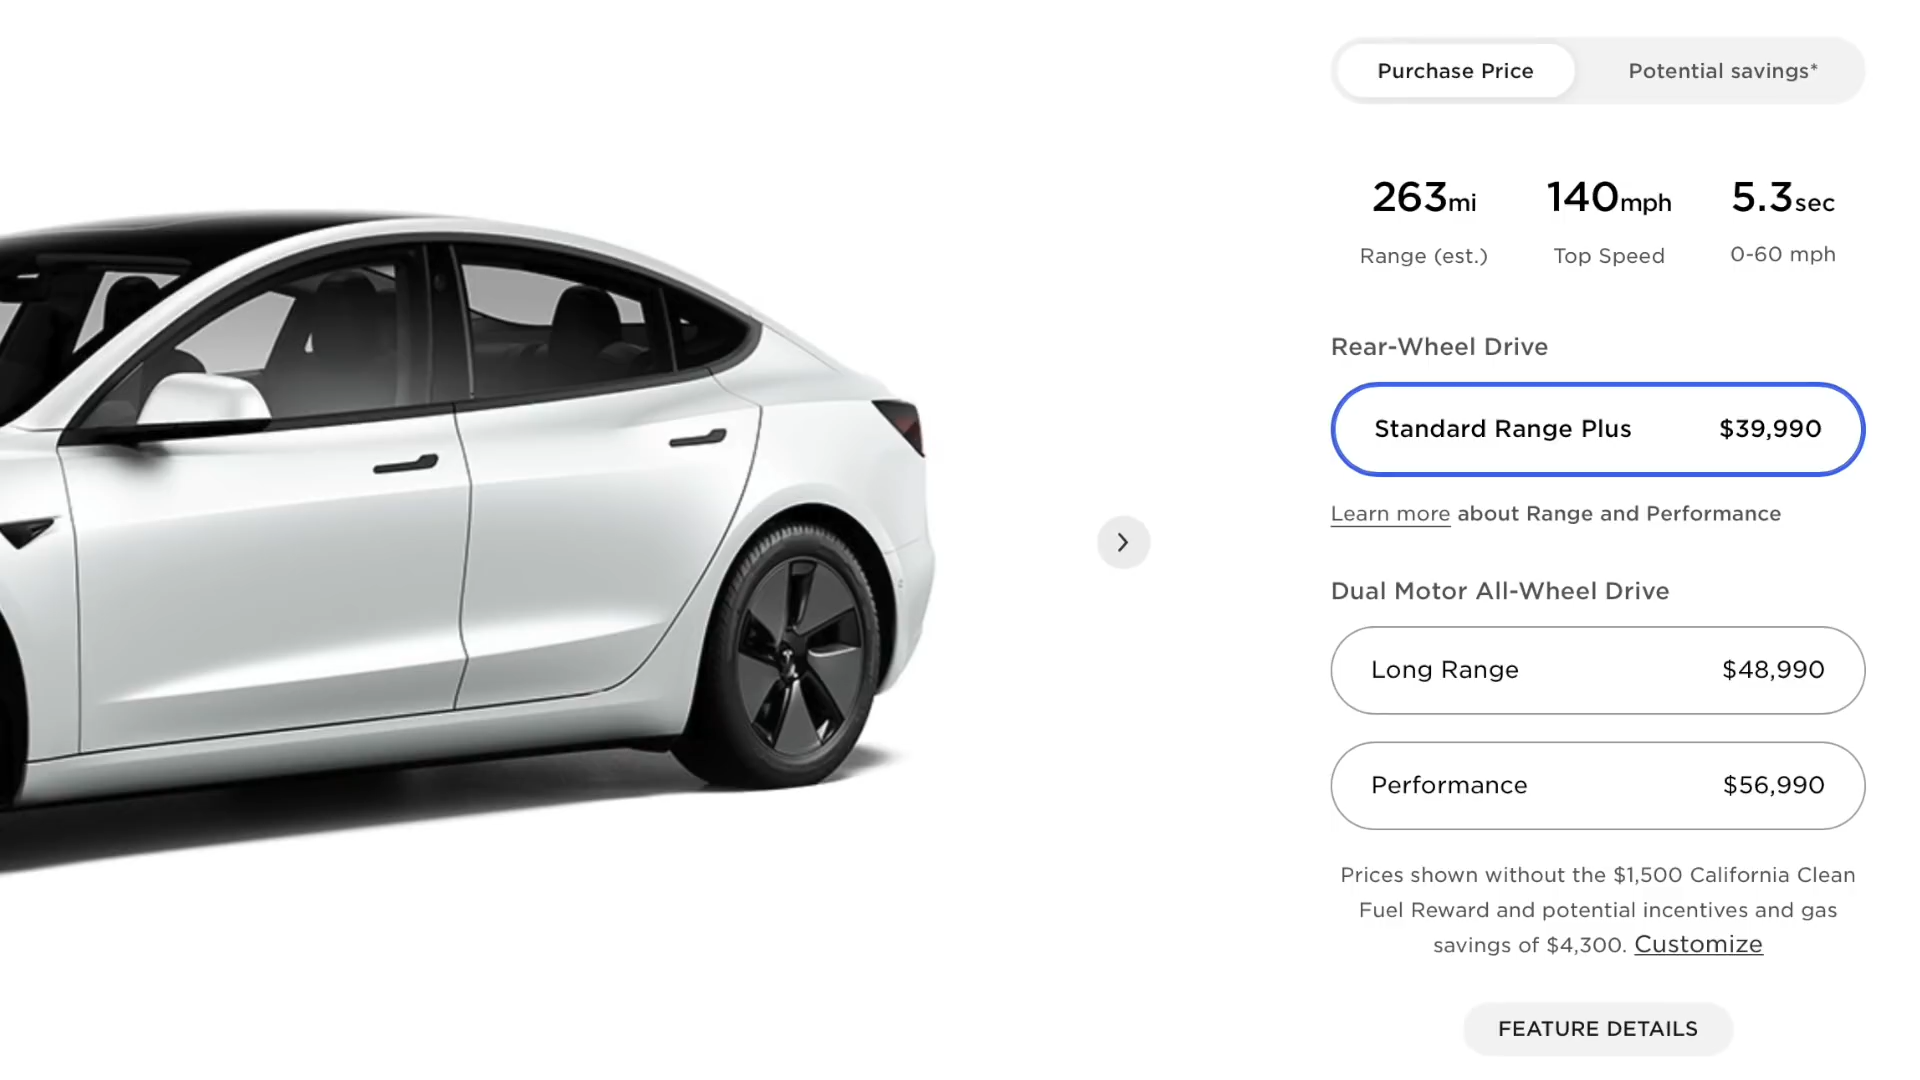 Purchase Price Potential savings*
263mi 140mph 5.3sec
Range (est.) Top Speed 0-60 mph
Rear-Wheel Drive
Standard Range Plus $39,990
Learn more about Range and Performance
Dual Motor All-Wheel Drive
Long Range $48,990
Performance $56,990
Prices shown without the $1,500 California Clean
Fuel Reward and potential incentives and gas
savings of $4,300. Customize
FEATURE DETAILS